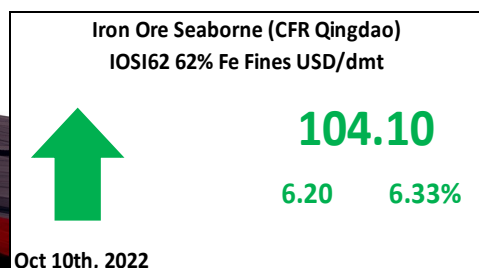 Iron Ore Seaborne (CFR Qingdao)
IOSI62 62% Fe Fines USD/dmt
104.10
6.20 6.33%
Oct 10th, 2022